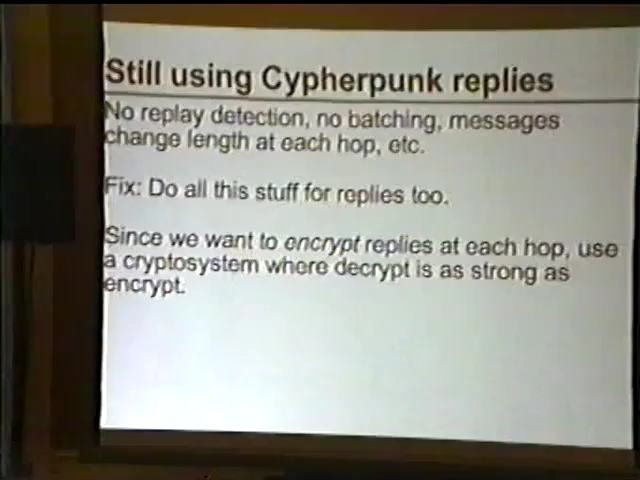 Still using Cypherpunk replies
No replay detection, no batching, messages
change length at each hop, etc.
Fix: Do all this stuff for replies too.
Since we want to encrypt replies at each hop, use
a cryptosystem where decrypt is as strong as
encrypt.